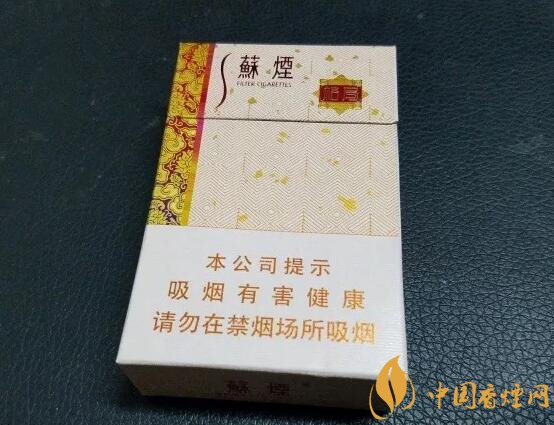 蘇煙
FILTER CIGARETTES
本公司提示
吸烟有害健康
请勿在禁烟场所吸烟
蘇煙
中国香烟网